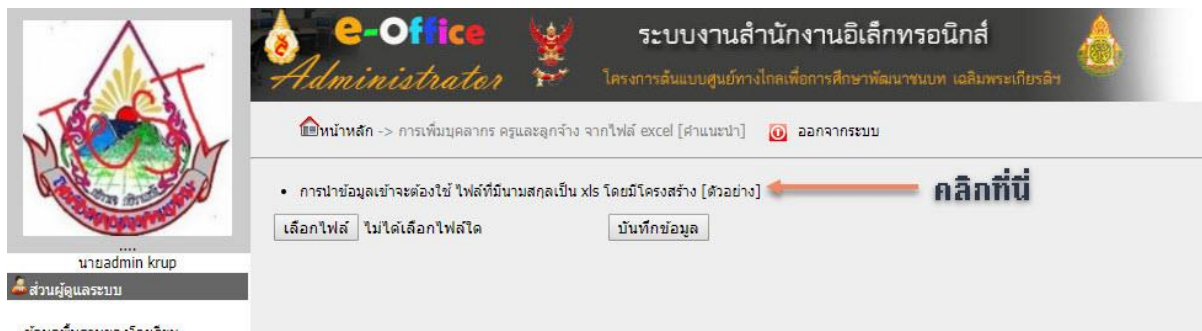 e-Office
Administrator
ระบบงานสำนักงานอิเล็กทรอนิกส์
โครงการต้นแบบศูนย์ทางไกลเพื่อการศึกษาพัฒนาชนบท เฉลิมพระเกียรติฯ
TEST
หน้าหลัก -> การเพิ่มบุคลากร ครูและลูกจ้าง จากไฟล์ excel [คำแนะนำ] ออกจากระบบ
• การนำข้อมูลเข้าจะต้องใช้ ไฟล์ที่มีนามสกุลเป็น xls โดยมีโครงสร้าง [ตัวอย่าง] คลิกที่นี่
เลือกไฟล์ ไม่ได้เลือกไฟล์ใด บันทึกข้อมูล
....
นายadmin krup
ส่วนผู้ดูแลระบบ